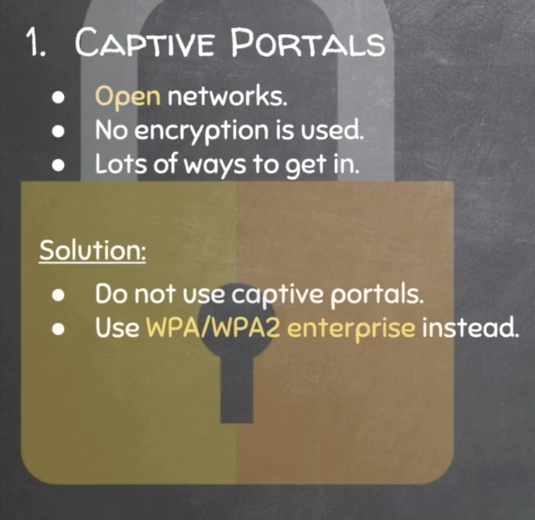 1. CAPTIVE PORTALS
● Open networks.
● No encryption is used.
● Lots of ways to get in.
Solution:
● Do not use captive portals.
● Use WPA/WPA2 enterprise instead.